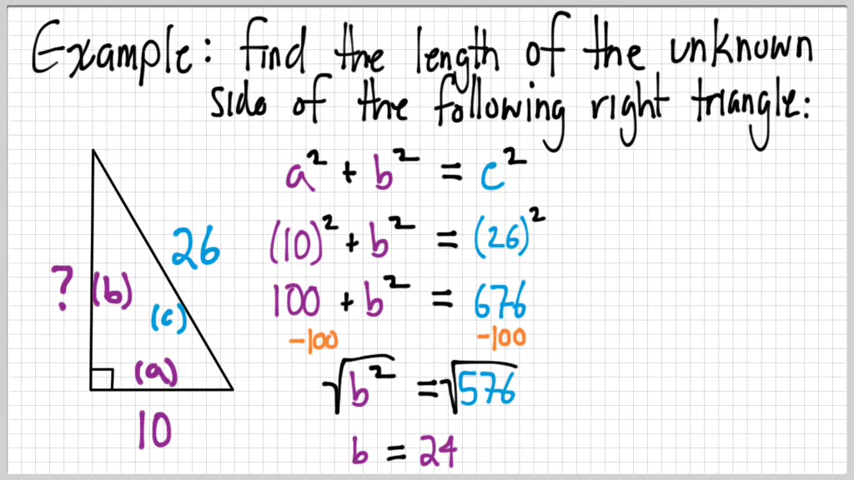 Example: find the length of the unknown
side of the following right triangle:
a² + b² = c²
(10)² + b² = (26)²
100 + b² = 676
-100 -100
√b² = √576
b = 24
26
? (b)
(c)
(a)
10